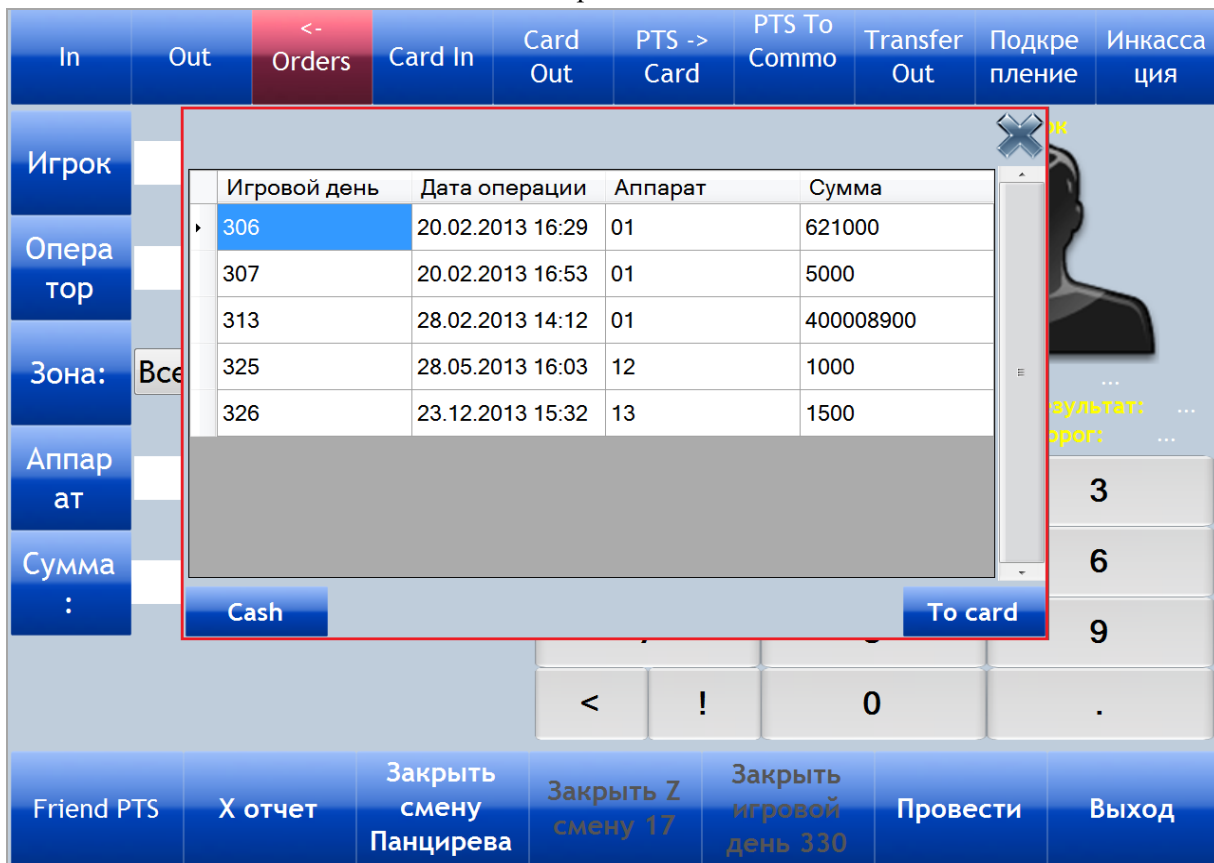 In
Out
<-
Orders
Card In
Card
Out
PTS ->
Card
PTS To
Commo
Transfer
Out
Подкре
пление
Инкасса
ция
Игрок
Игровой день Дата операции Аппарат Сумма
306 20.02.2013 16:29 01 621000
307 20.02.2013 16:53 01 5000
313 28.02.2013 14:12 01 400008900
325 28.05.2013 16:03 12 1000
326 23.12.2013 15:32 13 1500
Опера
тор
Зона:
Все
...
...
...
Аппар
ат
3
Сумма
:
6
Cash
To card
9
<
!
0
.
Friend PTS
X отчет
Закрыть
смену
Панцирева
Закрыть Z
смену 17
Закрыть
игровой
день 330
Провести
Выход